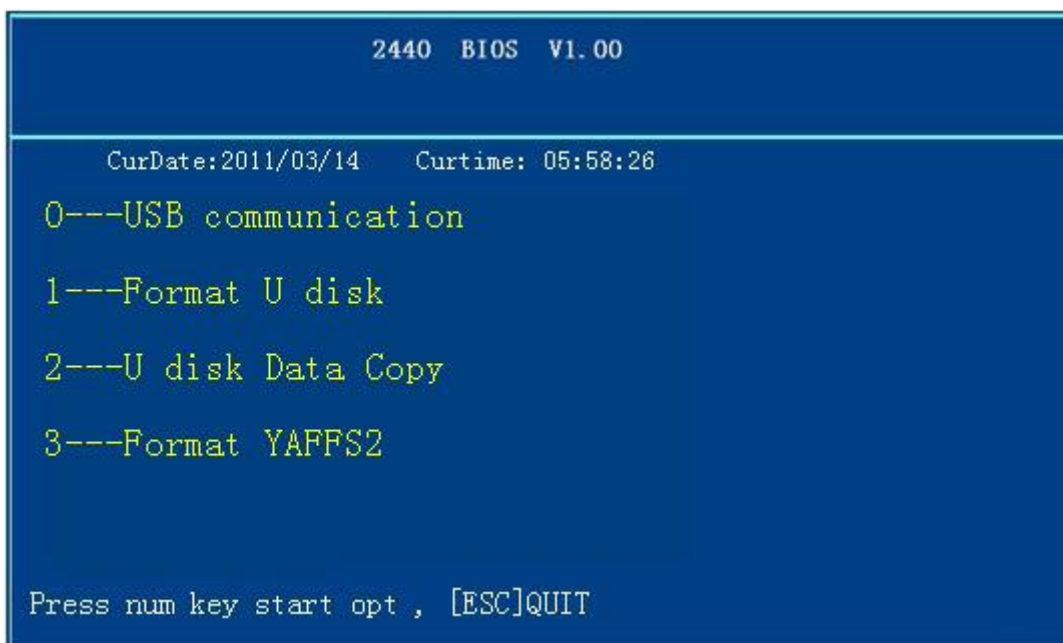 2440 BIOS V1.00
CurDate:2011/03/14 Curtime: 05:58:26
0---USB communication
1---Format U disk
2---U disk Data Copy
3---Format YAFFS2
Press num key start opt , [ESC]QUIT